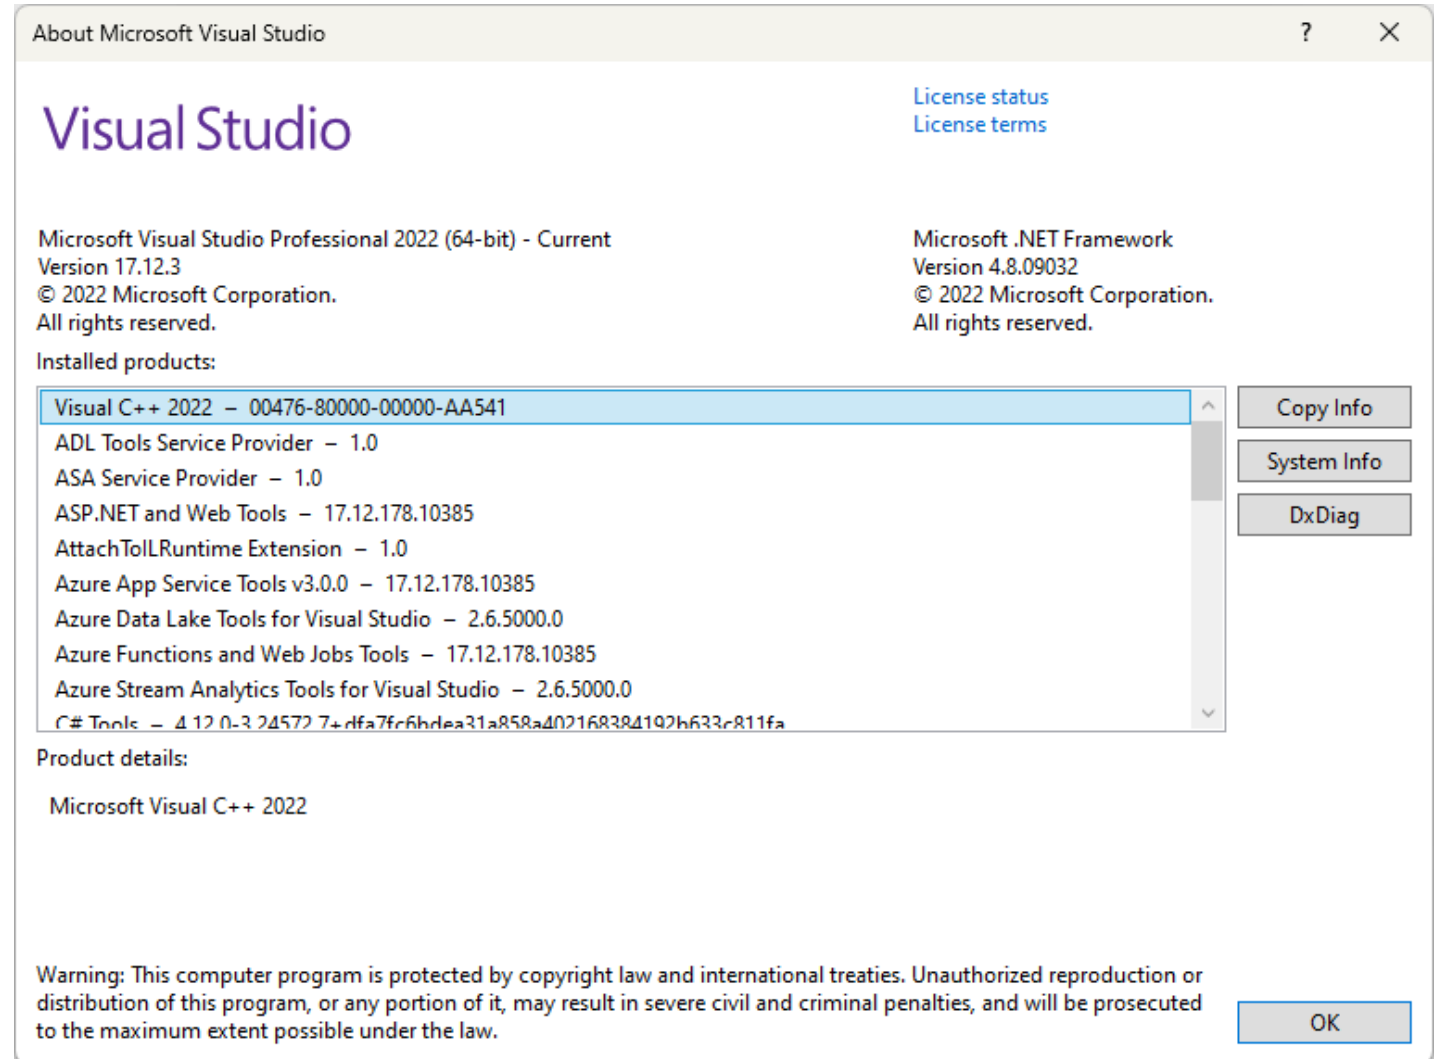 About Microsoft Visual Studio
?
Visual Studio
License status
License terms
Microsoft Visual Studio Professional 2022 (64-bit) - Current
Version 17.12.3
© 2022 Microsoft Corporation.
All rights reserved.
Microsoft .NET Framework
Version 4.8.09032
© 2022 Microsoft Corporation.
All rights reserved.
Installed products:
Visual C++ 2022 – 00476-80000-00000-AA541
ADL Tools Service Provider – 1.0
ASA Service Provider – 1.0
ASP.NET and Web Tools – 17.12.178.10385
AttachToILRuntime Extension – 1.0
Azure App Service Tools v3.0.0 – 17.12.178.10385
Azure Data Lake Tools for Visual Studio – 2.6.5000.0
Azure Functions and Web Jobs Tools – 17.12.178.10385
Azure Stream Analytics Tools for Visual Studio – 2.6.5000.0
C# Tools – 4.12.0-3.24572.7+dfa7fc6bdea31a858a402168384192b633c811fa
Copy Info
System Info
DxDiag
Product details:
Microsoft Visual C++ 2022
Warning: This computer program is protected by copyright law and international treaties. Unauthorized reproduction or
distribution of this program, or any portion of it, may result in severe civil and criminal penalties, and will be prosecuted
to the maximum extent possible under the law.
OK